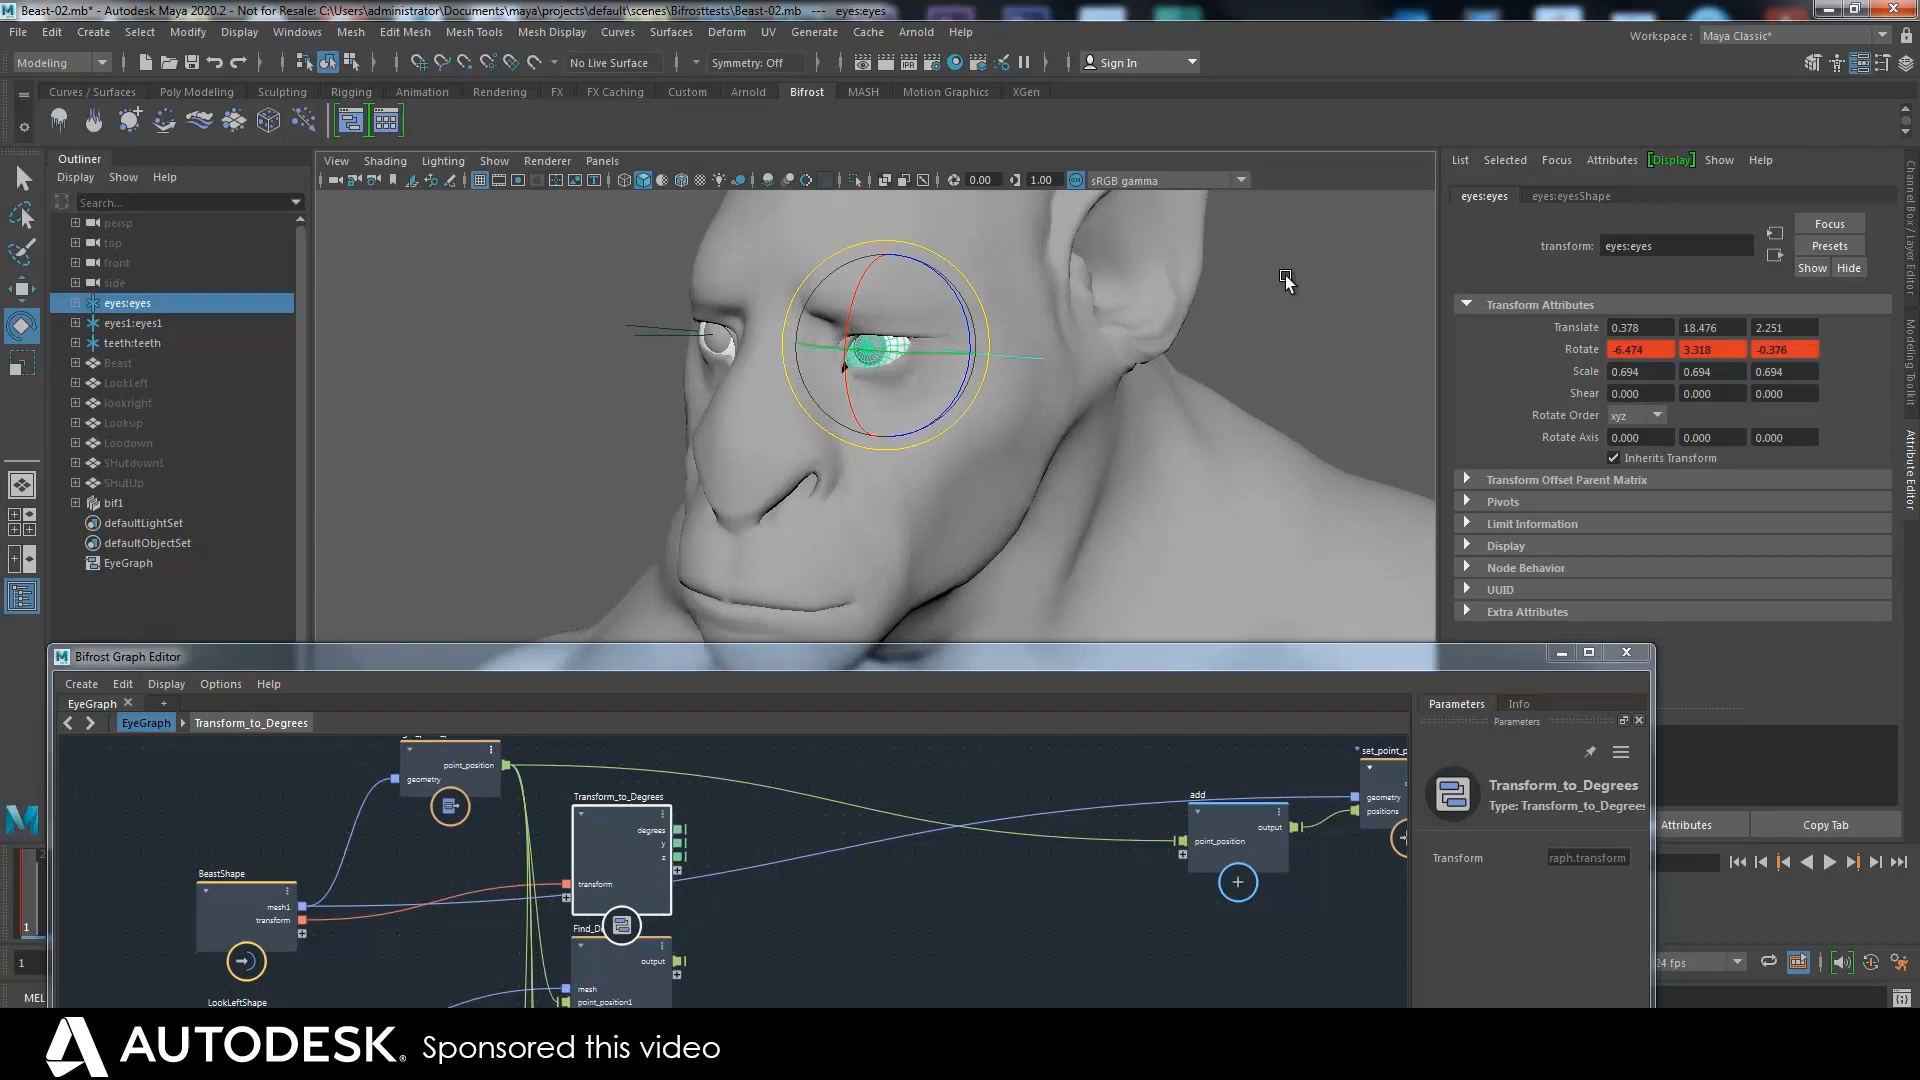 Beast-02.mb* - Autodesk Maya 2020.2 - Not for Resale: C:\Users\administrator\Documents\maya\projects\default\scenes\Bifrosttests\Beast-02.mb --- eyes:eyes
File Edit Create Select Modify Display Windows Mesh Edit Mesh Mesh Tools Mesh Display Curves Surfaces Deform UV Generate Cache Arnold Help
Workspace : Maya Classic*
Modeling No Live Surface Symmetry: Off Sign In
Curves / Surfaces Poly Modeling Sculpting Rigging Animation Rendering FX FX Caching Custom Arnold Bifrost MASH Motion Graphics XGen
Outliner
Display Show Help
Search...
persp
top
front
side
eyes:eyes
eyes1:eyes1
teeth:teeth
Beast
LookLeft
lookright
Lookup
Loodown
SHutdown1
SHutUp
bif1
defaultLightSet
defaultObjectSet
EyeGraph
View Shading Lighting Show Renderer Panels
0.00 1.00 sRGB gamma
List Selected Focus Attributes [Display] Show Help
eyes:eyes eyes:eyesShape
Focus
transform: eyes:eyes Presets
Show Hide
Transform Attributes
Translate 0.378 18.476 2.251
Rotate -6.474 3.318 -0.376
Scale 0.694 0.694 0.694
Shear 0.000 0.000 0.000
Rotate Order xyz
Rotate Axis 0.000 0.000 0.000
Inherits Transform
Transform Offset Parent Matrix
Pivots
Limit Information
Display
Node Behavior
UUID
Extra Attributes
Channel Box / Layer Editor
Modeling Toolkit
Attribute Editor
Bifrost Graph Editor
Create Edit Display Options Help
EyeGraph × +
EyeGraph Transform_to_Degrees
point_position
geometry
BeastShape
mesh1
transform
LookLeftShape
Transform_to_Degrees
degrees
y
z
transform
Find_D
output
mesh
point_position1
add
output
point_position
set_point_p
geometry
positions
Parameters Info
Parameters
Transform_to_Degrees
Type: Transform_to_Degrees
Transform raph.transform
Attributes Copy Tab
1
1
24 fps
MEL
AUTODESK. Sponsored this video